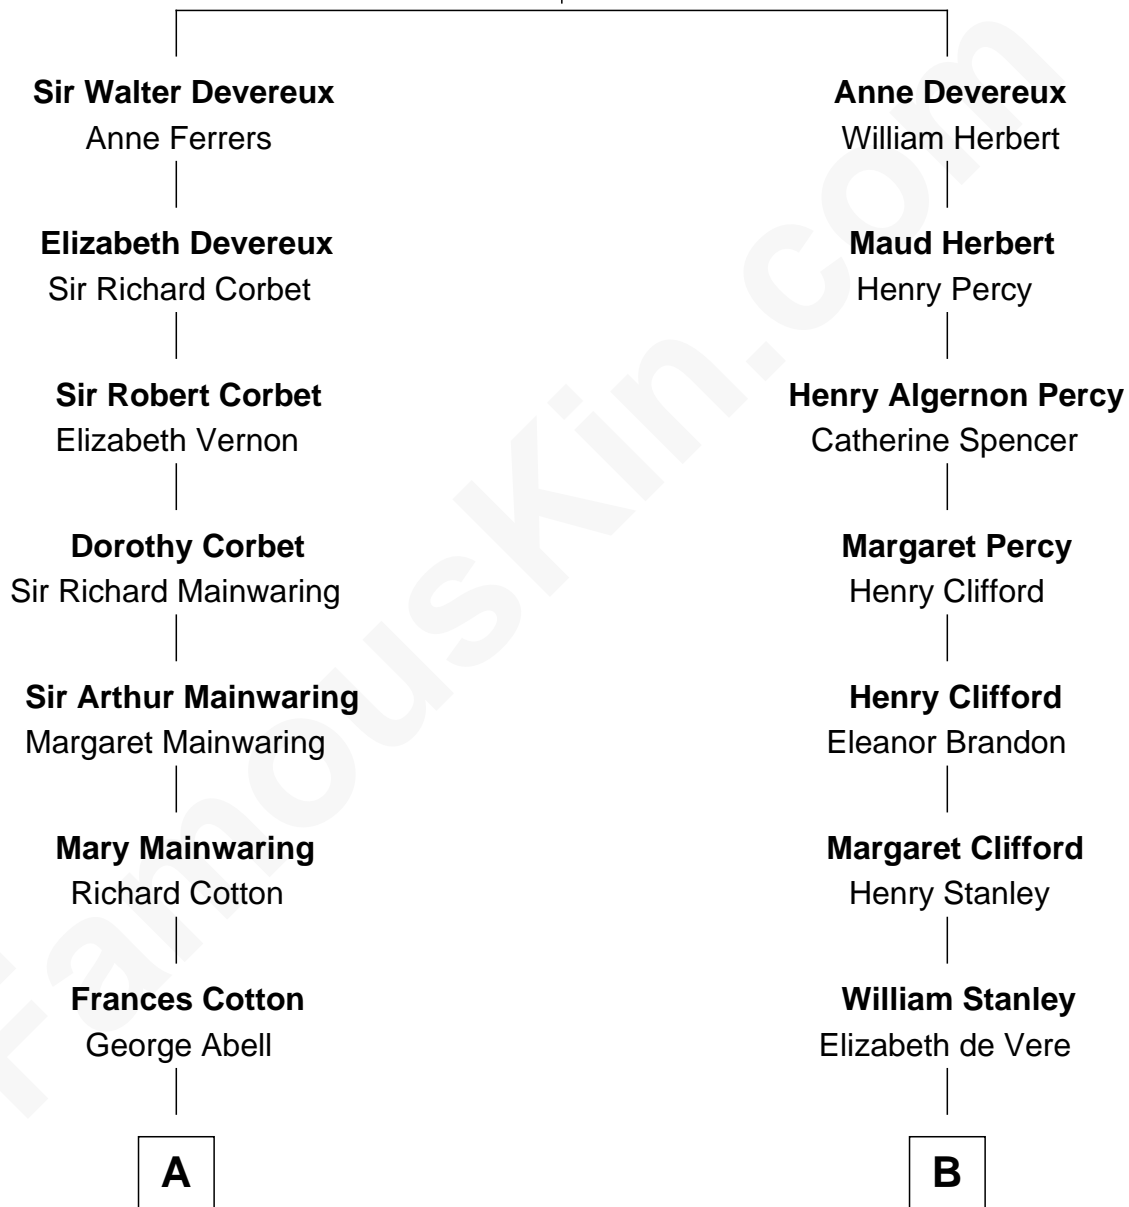 Sir Walter Devereux
Anne Ferrers
Elizabeth Devereux
Sir Richard Corbet
Sir Robert Corbet
Elizabeth Vernon
Dorothy Corbet
Sir Richard Mainwaring
Sir Arthur Mainwaring
Margaret Mainwaring
Mary Mainwaring
Richard Cotton
Frances Cotton
George Abell
A
Anne Devereux
William Herbert
Maud Herbert
Henry Percy
Henry Algernon Percy
Catherine Spencer
Margaret Percy
Henry Clifford
Henry Clifford
Eleanor Brandon
Margaret Clifford
Henry Stanley
William Stanley
Elizabeth de Vere
B
FamousKin.com